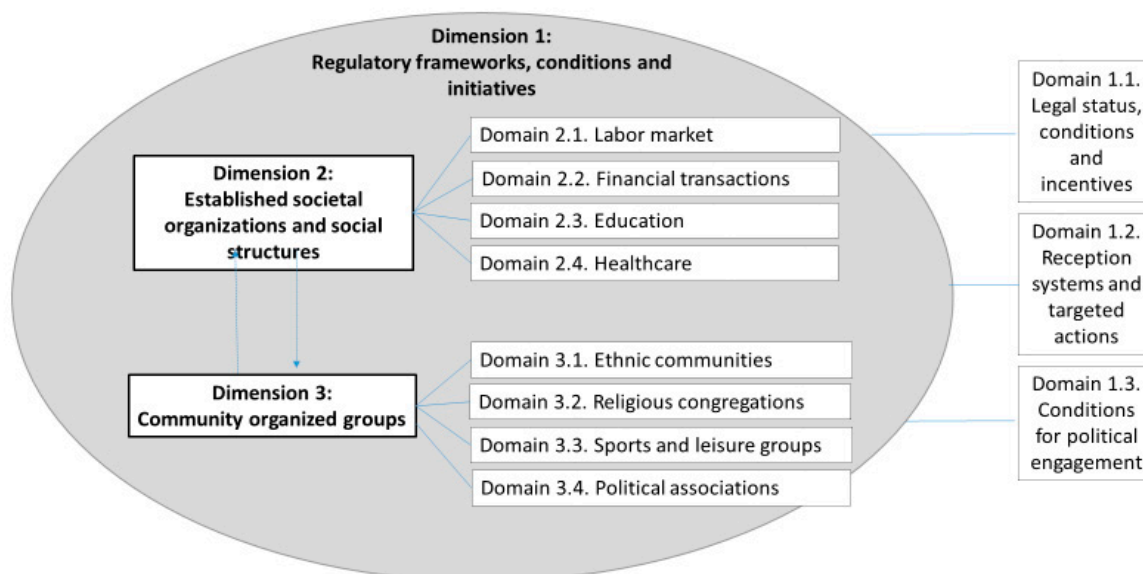 Dimension 1:
Regulatory frameworks, conditions and
initiatives
Dimension 2:
Established societal
organizations and social
structures
Domain 2.1. Labor market
Domain 2.2. Financial transactions
Domain 2.3. Education
Domain 2.4. Healthcare
Dimension 3:
Community organized groups
Domain 3.1. Ethnic communities
Domain 3.2. Religious congregations
Domain 3.3. Sports and leisure groups
Domain 3.4. Political associations
Domain 1.1.
Legal status,
conditions
and
incentives
Domain 1.2.
Reception
systems and
targeted
actions
Domain 1.3.
Conditions
for political
engagement